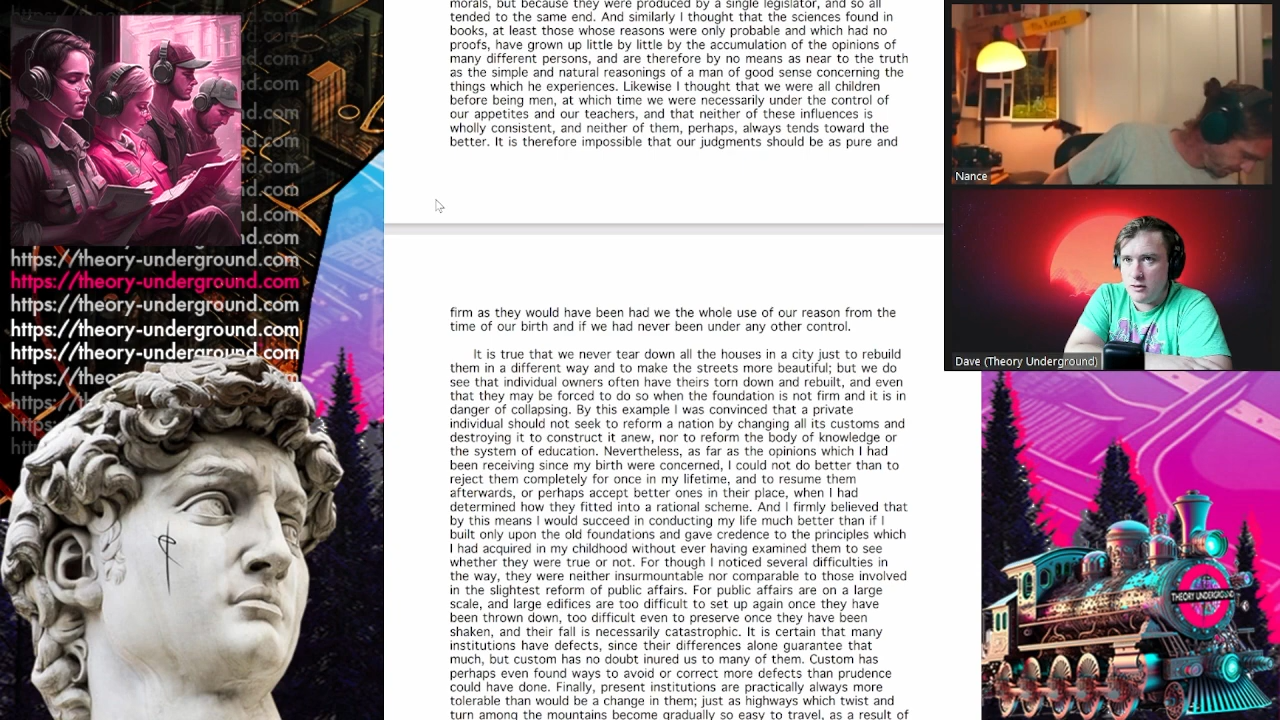 morals, but because they were produced by a single legislator, and so all
tended to the same end. And similarly I thought that the sciences found in
books, at least those whose reasons were only probable and which had no
proofs, have grown up little by little by the accumulation of the opinions of
many different persons, and are therefore by no means as near to the truth
as the simple and natural reasonings of a man of good sense concerning the
things which he experiences. Likewise I thought that we were all children
before being men, at which time we were necessarily under the control of
our appetites and our teachers, and that neither of these influences is
wholly consistent, and neither of them, perhaps, always tends toward the
better. It is therefore impossible that our judgments should be as pure and
firm as they would have been had we the whole use of our reason from the
time of our birth and if we had never been under any other control.
It is true that we never tear down all the houses in a city just to rebuild
them in a different way and to make the streets more beautiful; but we do
see that individual owners often have theirs torn down and rebuilt, and even
that they may be forced to do so when the foundation is not firm and it is in
danger of collapsing. By this example I was convinced that a private
individual should not seek to reform a nation by changing all its customs and
destroying it to construct it anew, nor to reform the body of knowledge or
the system of education. Nevertheless, as far as the opinions which I had
been receiving since my birth were concerned, I could not do better than to
reject them completely for once in my lifetime, and to resume them
afterwards, or perhaps accept better ones in their place, when I had
determined how they fitted into a rational scheme. And I firmly believed that
by this means I would succeed in conducting my life much better than if I
built only upon the old foundations and gave credence to the principles which
I had acquired in my childhood without ever having examined them to see
whether they were true or not. For though I noticed several difficulties in
the way, they were neither insurmountable nor comparable to those involved
in the slightest reform of public affairs. For public affairs are on a large
scale, and large edifices are too difficult to set up again once they have
been thrown down, too difficult even to preserve once they have been
shaken, and their fall is necessarily catastrophic. It is certain that many
institutions have defects, since their differences alone guarantee that
much, but custom has no doubt inured us to many of them. Custom has
perhaps even found ways to avoid or correct more defects than prudence
could have done. Finally, present institutions are practically always more
tolerable than would be a change in them; just as highways which twist and
turn among the mountains become gradually so easy to travel, as a result of
nd.com
nd.com
nd.com
nd.com
nd.com
nd.com
nd.com
nd.com
https://theory-underground.com
https://theory-underground.com
https://theory-underground.com
https://theory-underground.com
https://theory-underground.com
https://theo
https://
Nance
Dave (Theory Underground)
THEORY UNDERGROUND